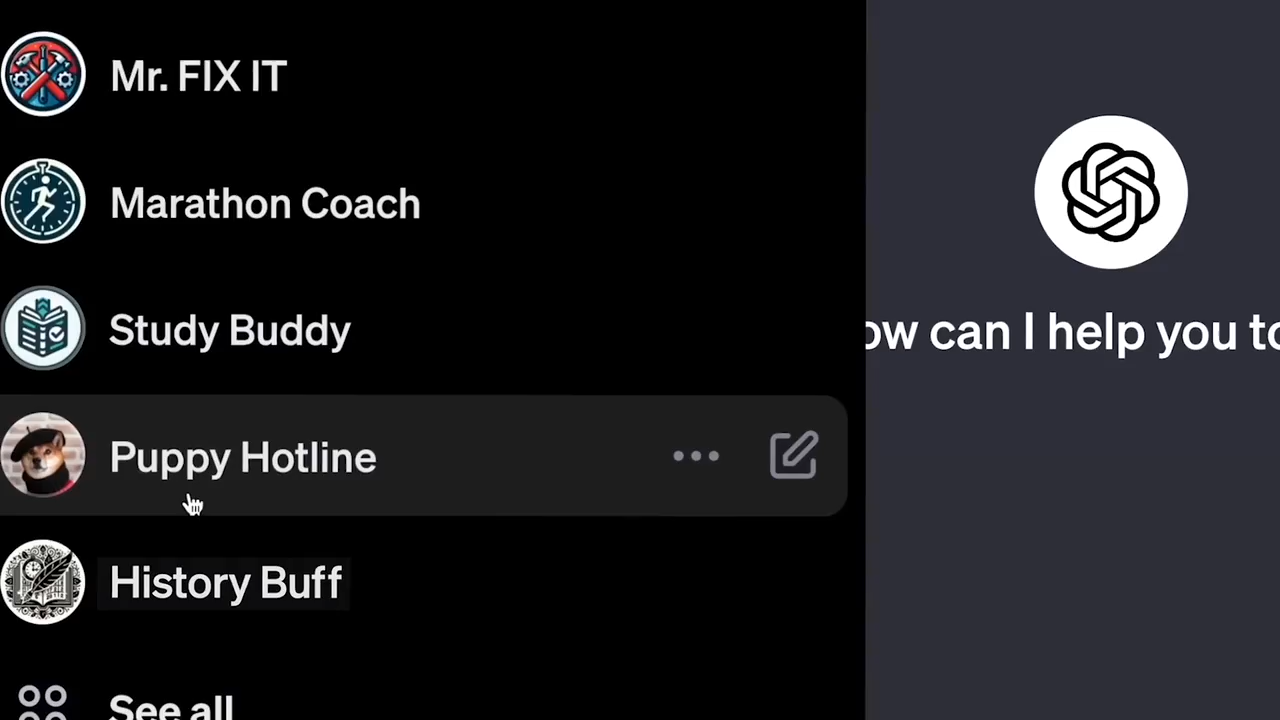 Mr. FIX IT
Marathon Coach
Study Buddy
Puppy Hotline
History Buff
See all
ow can I help you to